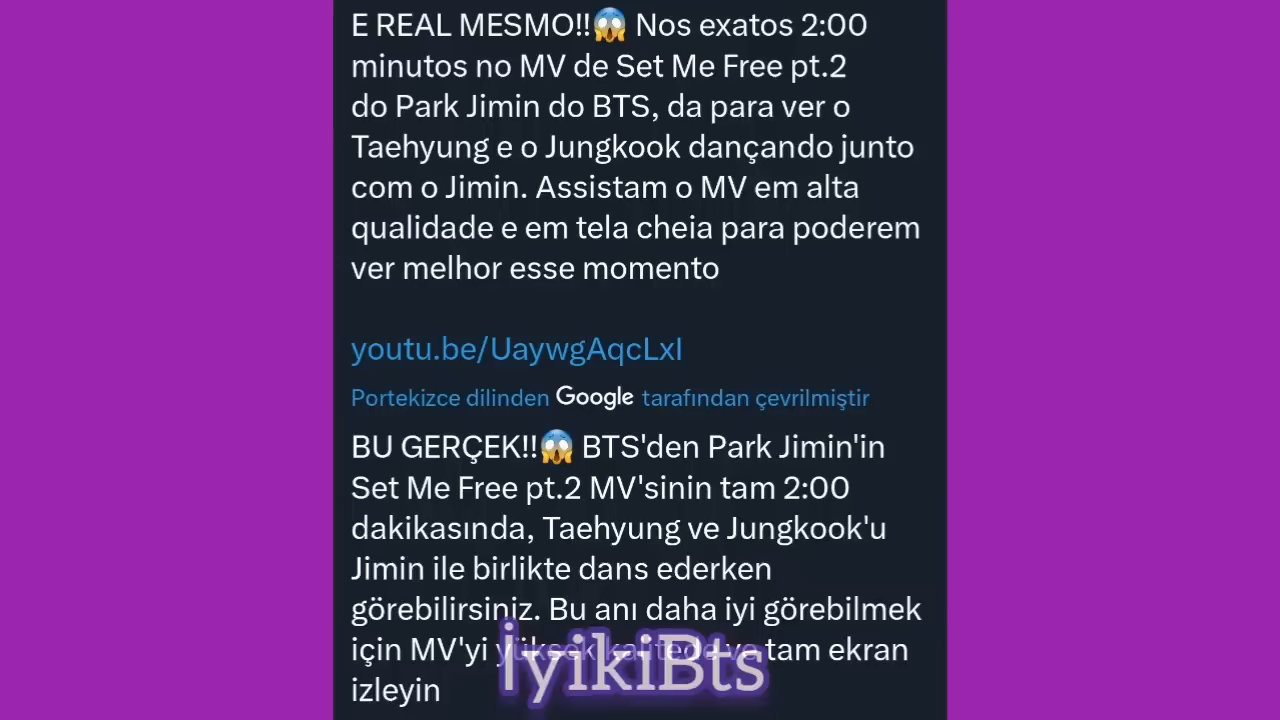 E REAL MESMO!!😱 Nos exatos 2:00
minutos no MV de Set Me Free pt.2
do Park Jimin do BTS, da para ver o
Taehyung e o Jungkook dançando junto
com o Jimin. Assistam o MV em alta
qualidade e em tela cheia para poderem
ver melhor esse momento
youtu.be/UaywgAqcLxI
Portekizce dilinden Google tarafından çevrilmiştir
BU GERÇEK!!😱 BTS'den Park Jimin'in
Set Me Free pt.2 MV'sinin tam 2:00
dakikasında, Taehyung ve Jungkook'u
Jimin ile birlikte dans ederken
görebilirsiniz. Bu anı daha iyi görebilmek
için MV'yi yüksek kalitede ve tam ekran
izleyin
İyikiBts